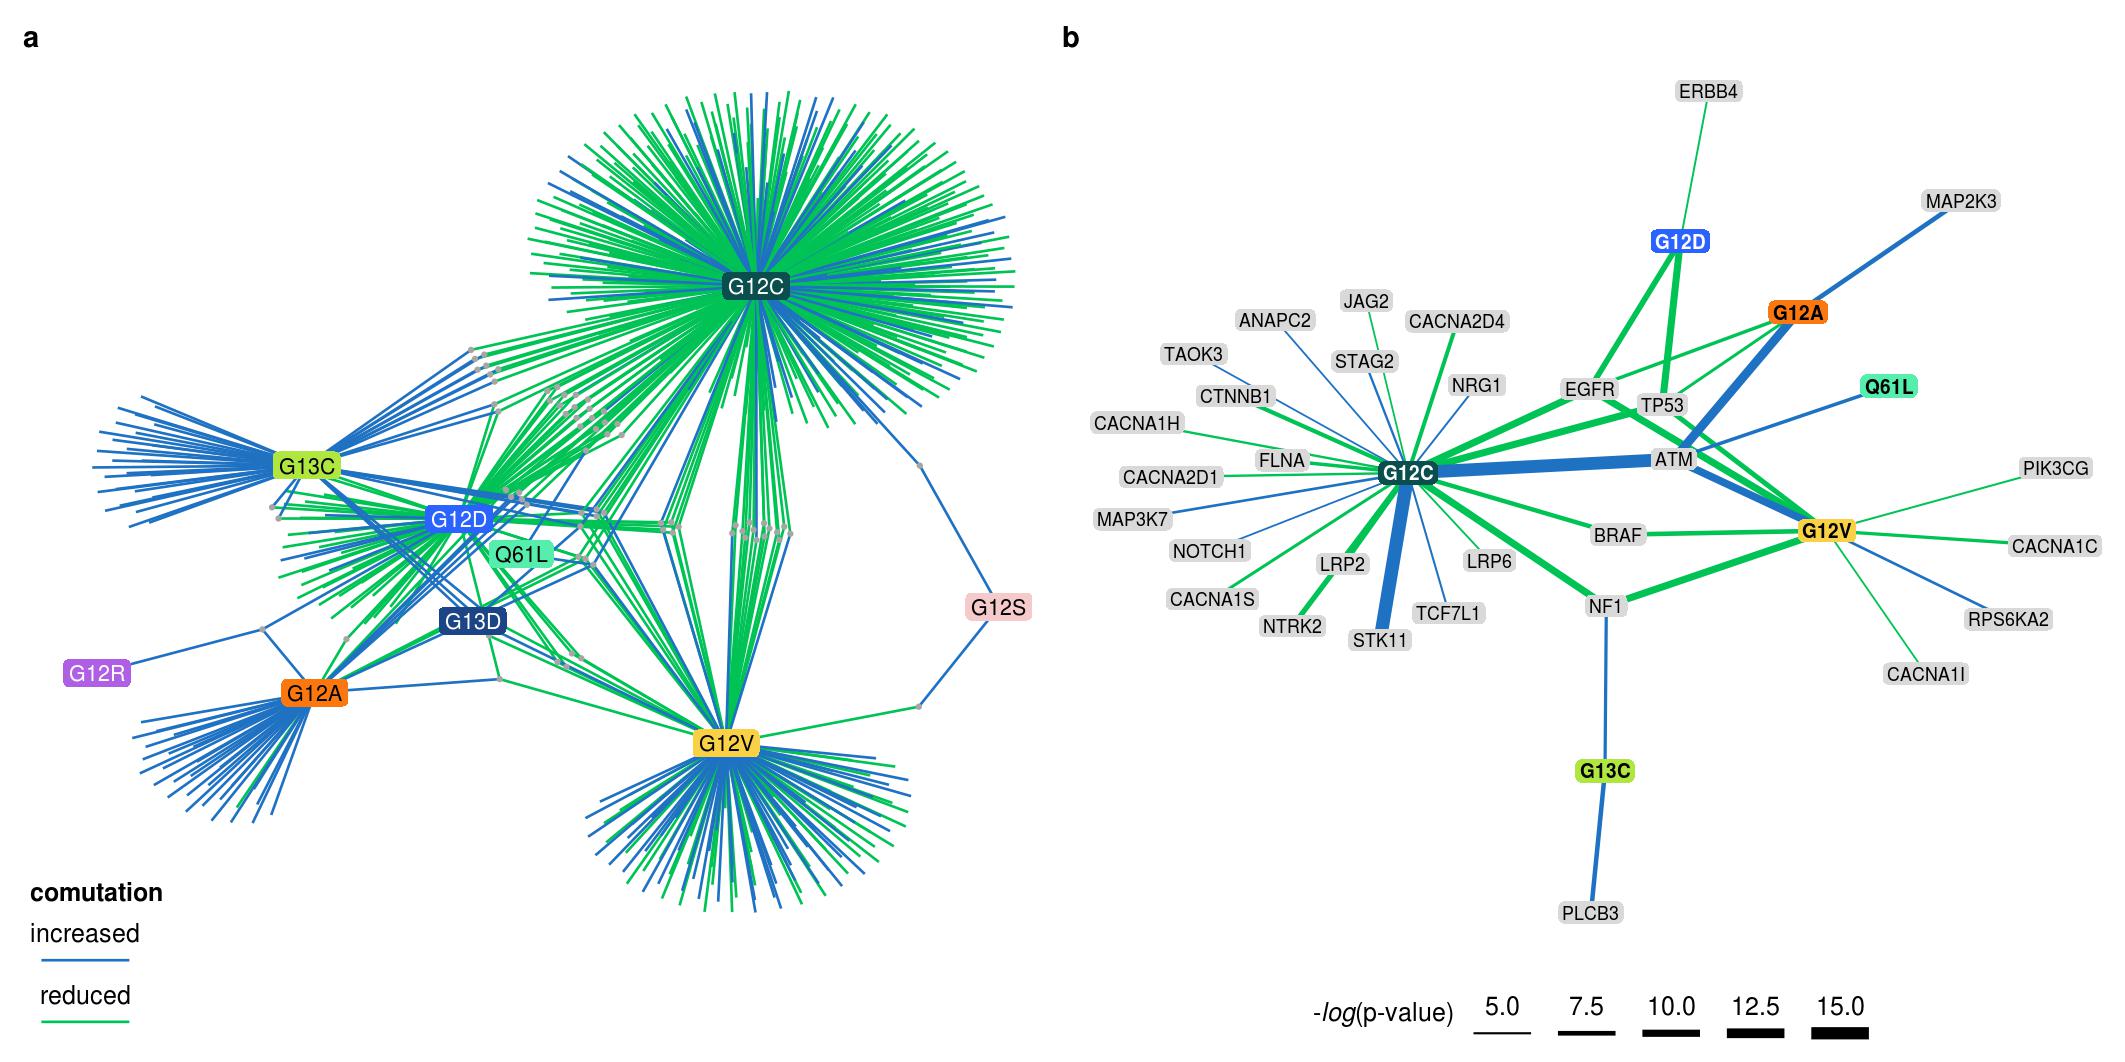 a
G12C
G13C
G12D
Q61L
G12S
G13D
G12R
G12A
G12V
comutation
increased
reduced
b
ERBB4
MAP2K3
G12D
G12A
JAG2
ANAPC2
CACNA2D4
TAOK3
STAG2
NRG1
EGFR
Q61L
CTNNB1
TP53
CACNA1H
FLNA
ATM
G12C
PIK3CG
CACNA2D1
MAP3K7
BRAF
G12V
NOTCH1
CACNA1C
LRP2
LRP6
CACNA1S
NF1
TCF7L1
RPS6KA2
NTRK2
STK11
CACNA1I
G13C
PLCB3
-log(p-value) 5.0 7.5 10.0 12.5 15.0